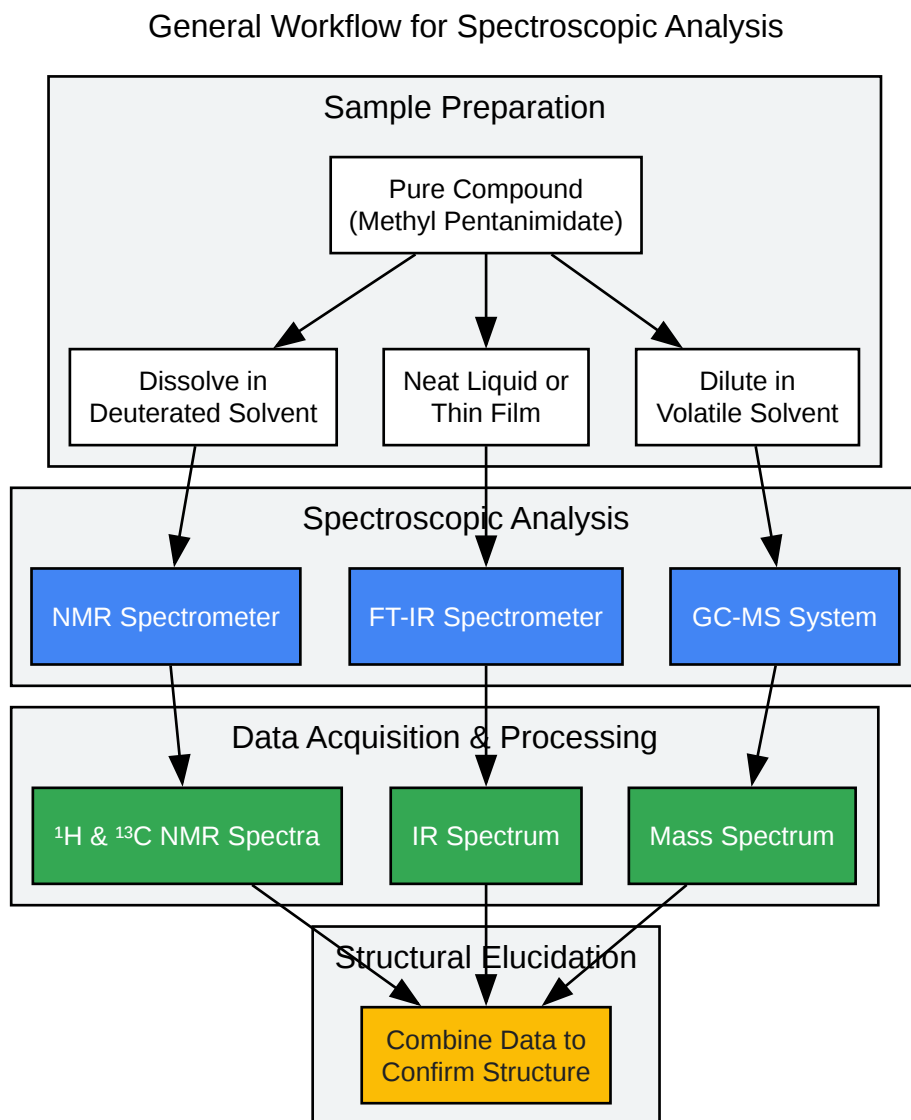 General Workflow for Spectroscopic Analysis
Sample Preparation
Pure Compound
(Methyl Pentanimidate)
Dissolve in
Deuterated Solvent
Neat Liquid or
Thin Film
Dilute in
Volatile Solvent
Spectroscopic Analysis
NMR Spectrometer
FT-IR Spectrometer
GC-MS System
Data Acquisition & Processing
¹H & ¹³C NMR Spectra
IR Spectrum
Mass Spectrum
Structural Elucidation
Combine Data to
Confirm Structure